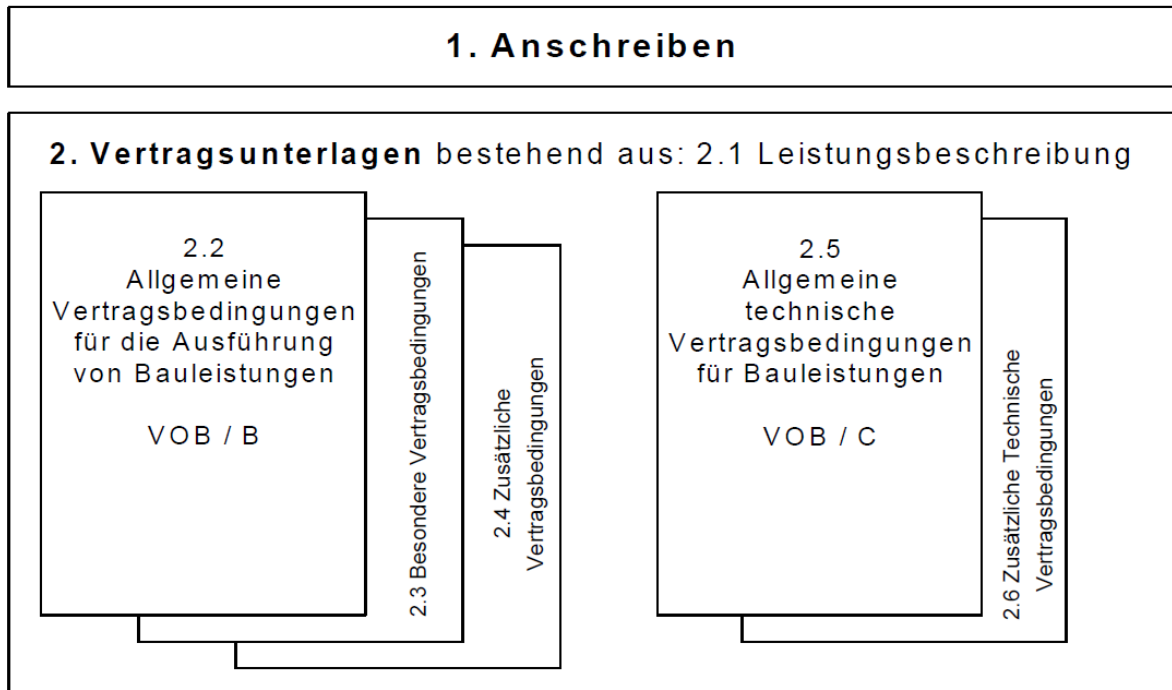 1. Anschreiben
2. Vertragsunterlagen bestehend aus: 2.1 Leistungsbeschreibung
2.2
Allgemeine
Vertragsbedingungen
für die Ausführung
von Bauleistungen
VOB / B
2.3 Besondere Vertragsbedingungen
2.4 Zusätzliche
Vertragsbedingungen
2.5
Allgemeine
technische
Vertragsbedingungen
für Bauleistungen
VOB / C
2.6 Zusätzliche Technische
Vertragsbedingungen